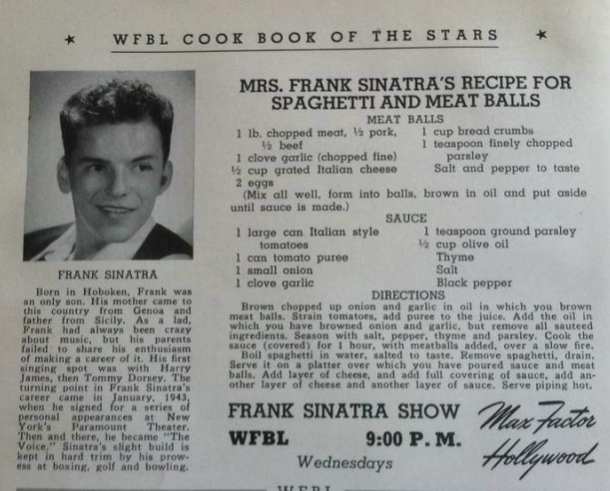 ★ WFBL COOK BOOK OF THE STARS ★
FRANK SINATRA
Born in Hoboken, Frank was
an only son. His mother came to
this country from Genoa and
father from Sicily. As a lad,
Frank had always been crazy
about music, but his parents
failed to share his enthusiasm
of making a career of it. His first
singing spot was with Harry
James, then Tommy Dorsey. The
turning point in Frank Sinatra's
career came in January, 1943,
when he signed for a series of
personal appearances at New
York's Paramount Theater.
Then and there, he became "The
Voice." Sinatra's slight build is
kept in hard trim by his prow-
ess at boxing, golf and bowling.
MRS. FRANK SINATRA'S RECIPE FOR
SPAGHETTI AND MEAT BALLS
MEAT BALLS
1 lb. chopped meat, ½ pork,
½ beef
1 clove garlic (chopped fine)
½ cup grated Italian cheese
2 eggs
1 cup bread crumbs
1 teaspoon finely chopped
parsley
Salt and pepper to taste
(Mix all well, form into balls, brown in oil and put aside
until sauce is made.)
SAUCE
1 large can Italian style
tomatoes
1 can tomato puree
1 small onion
1 clove garlic
1 teaspoon ground parsley
½ cup olive oil
Thyme
Salt
Black pepper
DIRECTIONS
Brown chopped up onion and garlic in oil in which you brown
meat balls. Strain tomatoes, add puree to the juice. Add the oil in
which you have browned onion and garlic, but remove all sauteed
ingredients. Season with salt, pepper, thyme and parsley. Cook the
sauce (covered) for 1 hour, with meatballs added, over a slow fire.
Boil spaghetti in water, salted to taste. Remove spaghetti, drain.
Serve it on a platter over which you have poured sauce and meat
balls. Add layer of cheese, and add full covering of sauce, add an-
other layer of cheese and another layer of sauce. Serve piping hot.
FRANK SINATRA SHOW
WFBL 9:00 P. M.
Wednesdays
Max Factor
Hollywood
WFBL